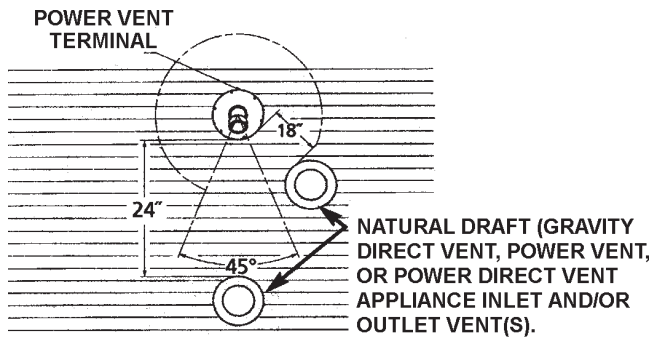 POWER VENT
TERMINAL
18″
24″
45°
NATURAL DRAFT (GRAVITY
DIRECT VENT, POWER VENT,
OR POWER DIRECT VENT
APPLIANCE INLET AND/OR
OUTLET VENT(S).